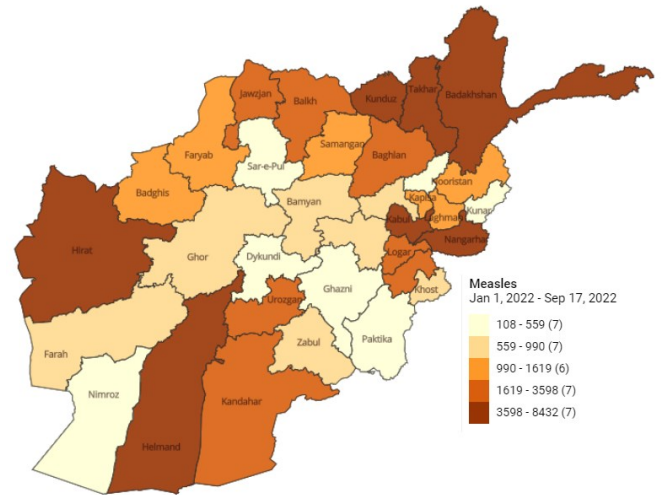 Jawzjan
Balkh
Kunduz
Takhar
Badakhshan
Faryab
Sar-e-Pul
Samangan
Baghlan
Badghis
Bamyan
Nooristan
Kapisa
Kunar
Kabul
Laghman
Nangarhar
Hirat
Ghor
Dykundi
Logar
Ghazni
Khost
Urozgan
Farah
Zabul
Paktika
Nimroz
Kandahar
Helmand
Measles
Jan 1, 2022 - Sep 17, 2022
108 - 559 (7)
559 - 990 (7)
990 - 1619 (6)
1619 - 3598 (7)
3598 - 8432 (7)